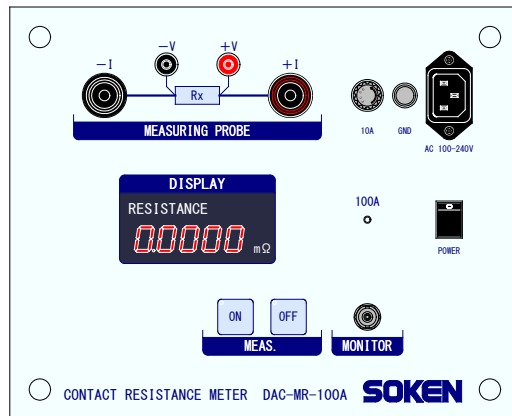 −V +V
−I +I
Rx
MEASURING PROBE
10A GND
AC 100-240V
DISPLAY
RESISTANCE
0.0000 mΩ
100A
POWER
ON OFF
MEAS. MONITOR
CONTACT RESISTANCE METER DAC-MR-100A SOKEN